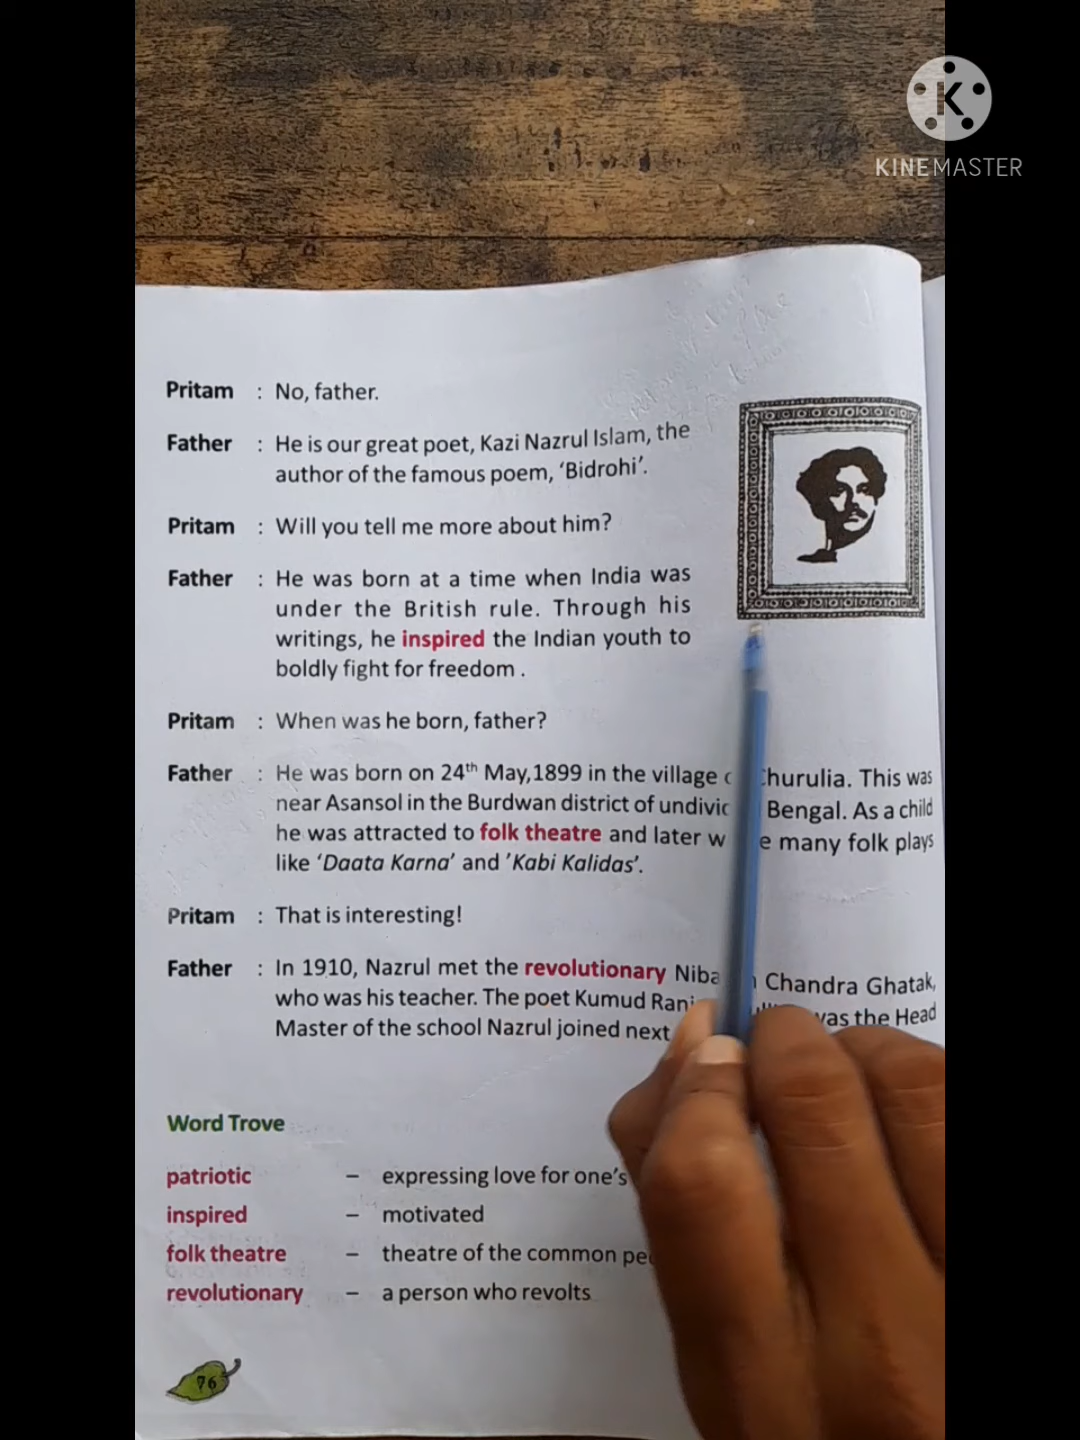 KINEMASTER
Pritam : No, father.
Father : He is our great poet, Kazi Nazrul Islam, the
author of the famous poem, ‘Bidrohi’.
Pritam : Will you tell me more about him?
Father : He was born at a time when India was
under the British rule. Through his
writings, he inspired the Indian youth to
boldly fight for freedom .
Pritam : When was he born, father?
Father : He was born on 24th May,1899 in the village Churulia. This was
near Asansol in the Burdwan district of Bengal. As a child
he was attracted to folk theatre and later many folk plays
like ‘Daata Karna’ and ’Kabi Kalidas’.
Pritam : That is interesting!
Father : In 1910, Nazrul met the revolutionary Chandra Ghatak,
who was his teacher. The poet Kumud was the Head
Master of the school Nazrul joined next
Word Trove
patriotic – expressing love for one’s
inspired – motivated
folk theatre – theatre of the common
revolutionary – a person who revolts
76